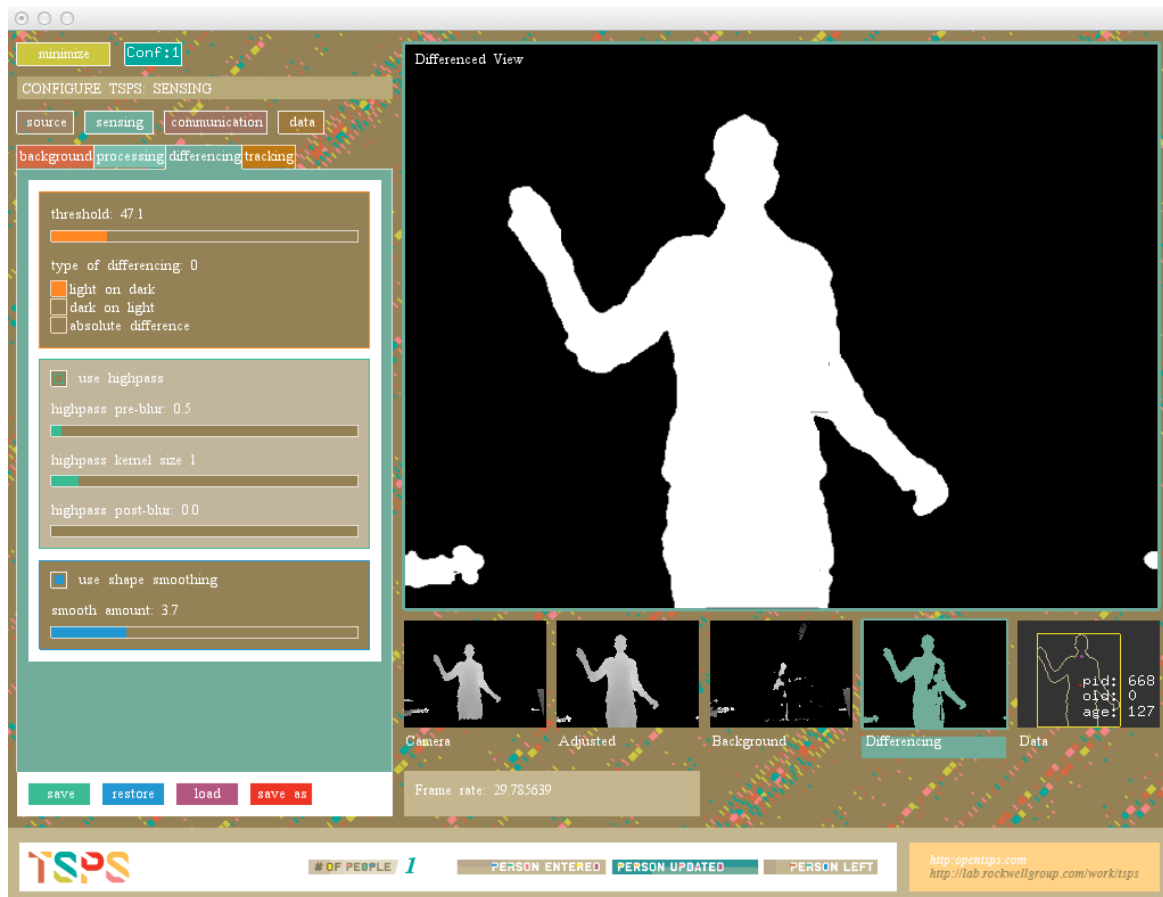 minimize
Conf:1
CONFIGURE TSPS: SENSING
source
sensing
communication
data
background
processing
differencing
tracking
threshold: 47.1
type of differencing: 0
light on dark
dark on light
absolute difference
use highpass
highpass pre-blur: 0.5
highpass kernel size 1
highpass post-blur: 0.0
use shape smoothing
smooth amount: 3.7
save
restore
load
save as
Differenced View
pid: 668
oid: 0
age: 127
Camera
Adjusted
Background
Differencing
Data
Frame rate: 29.785639
TSPS
# OF PEOPLE
1
PERSON ENTERED
PERSON UPDATED
PERSON LEFT
http:opentsps.com
http://lab.rockwellgroup.com/work/tsps